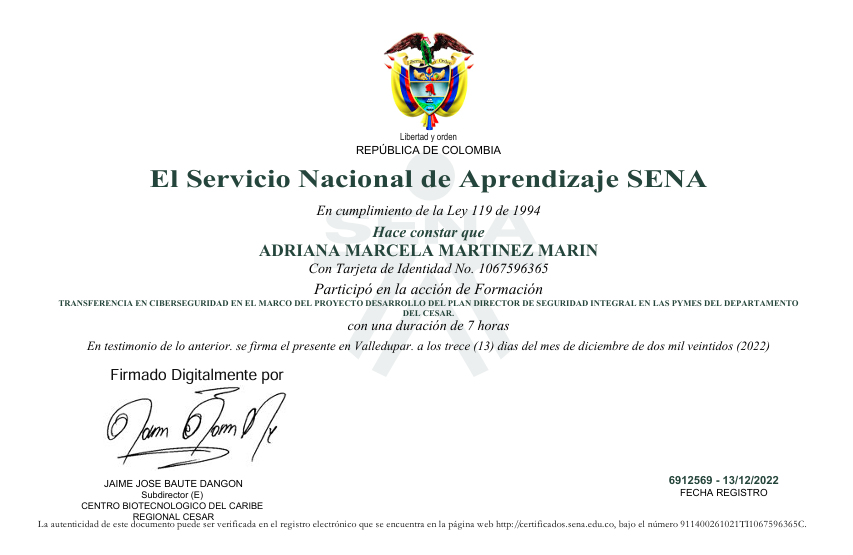 Libertad y Orden
Libertad y orden
REPÚBLICA DE COLOMBIA
El Servicio Nacional de Aprendizaje SENA
En cumplimiento de la Ley 119 de 1994
SENA
Hace constar que
ADRIANA MARCELA MARTINEZ MARIN
Con Tarjeta de Identidad No. 1067596365
Participó en la acción de Formación
TRANSFERENCIA EN CIBERSEGURIDAD EN EL MARCO DEL PROYECTO DESARROLLO DEL PLAN DIRECTOR DE SEGURIDAD INTEGRAL EN LAS PYMES DEL DEPARTAMENTO
DEL CESAR.
con una duración de 7 horas
En testimonio de lo anterior. se firma el presente en Valledupar. a los trece (13) dias del mes de diciembre de dos mil veintidos (2022)
Firmado Digitalmente por
JAIME JOSE BAUTE DANGON
Subdirector (E)
CENTRO BIOTECNOLOGICO DEL CARIBE
REGIONAL CESAR
6912569 - 13/12/2022
FECHA REGISTRO
La autenticidad de este documento puede ser verificada en el registro electrónico que se encuentra en la página web http://certificados.sena.edu.co, bajo el número 911400261021TI1067596365C.